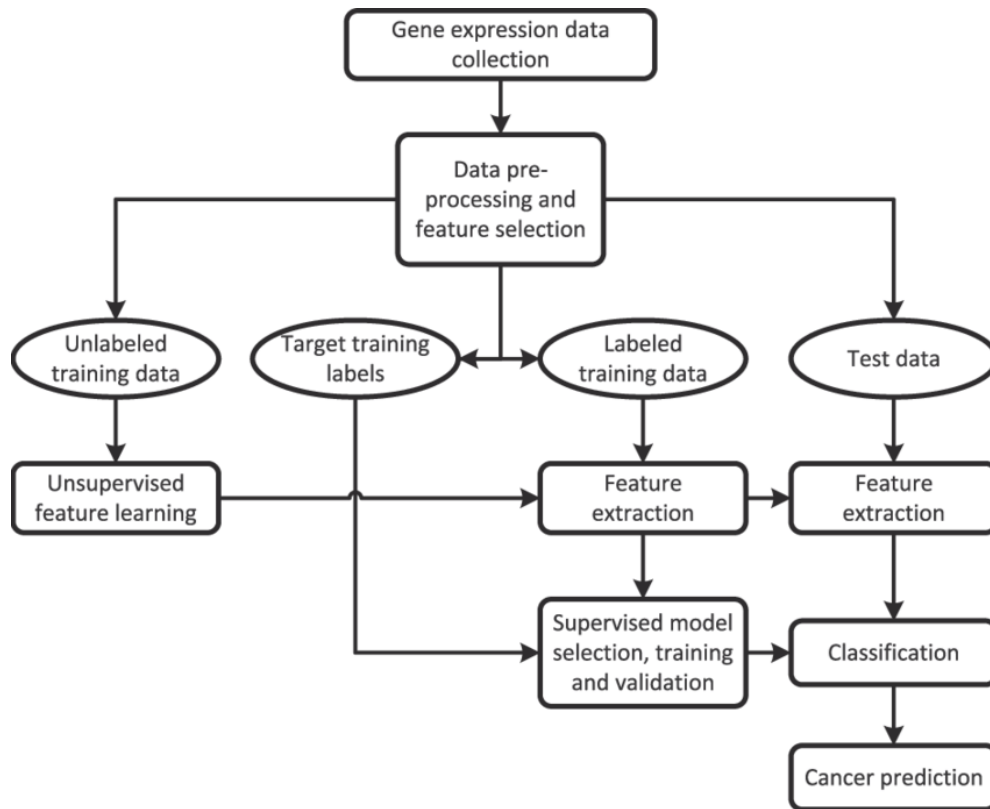 Gene expression data
collection
Data pre-
processing and
feature selection
Unlabeled
training data
Target training
labels
Labeled
training data
Test data
Unsupervised
feature learning
Feature
extraction
Feature
extraction
Supervised model
selection, training
and validation
Classification
Cancer prediction